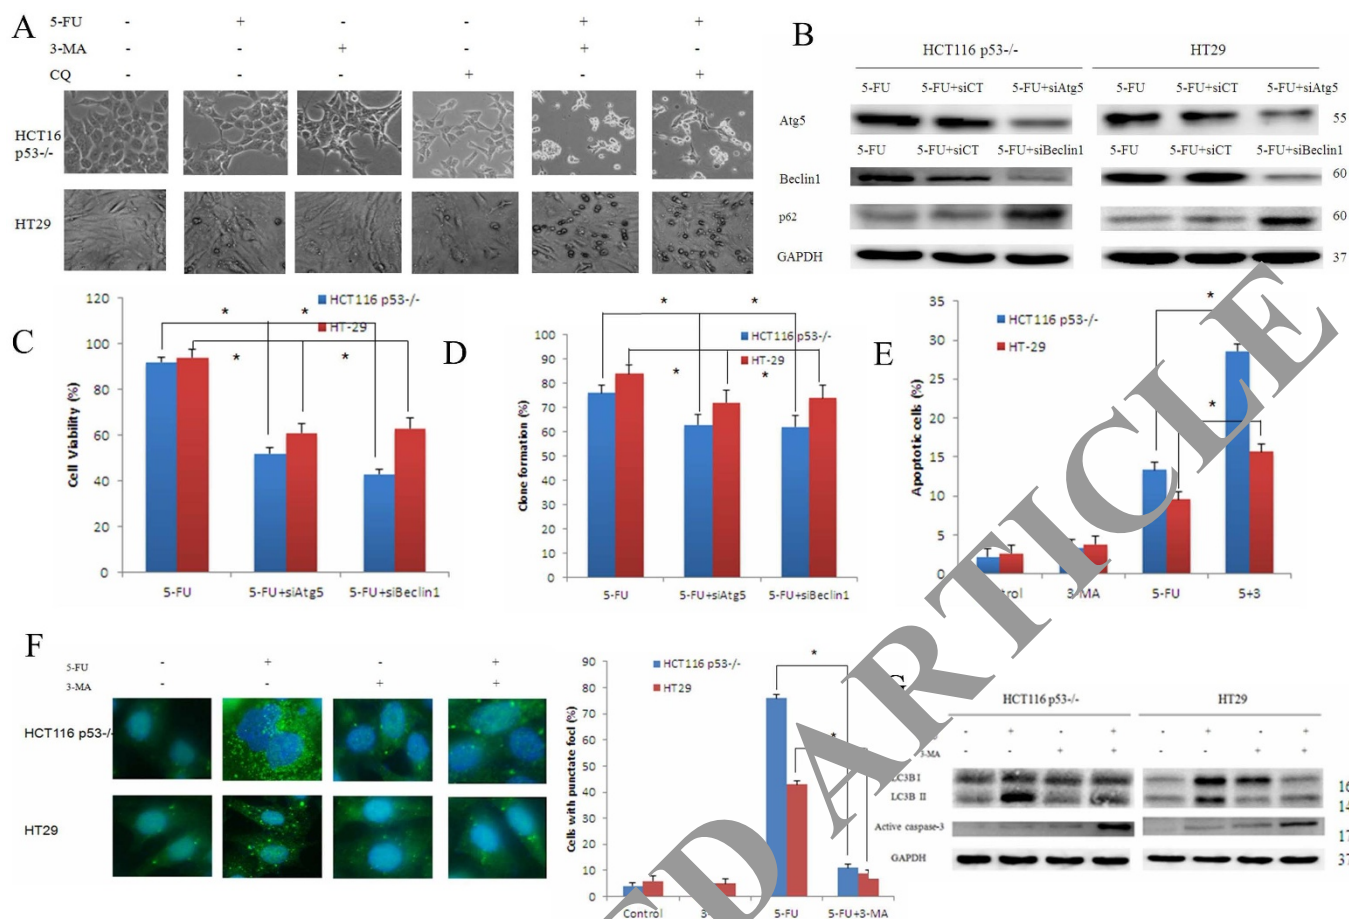 A
5-FU - + - - + +
3-MA - - + - + -
CQ - - - + - +
HCT16
p53-/-
HT29
B
HCT116 p53-/- HT29
5-FU 5-FU+siCT 5-FU+siAtg5 5-FU 5-FU+siCT 5-FU+siAtg5
Atg5 55
5-FU 5-FU+siCT 5-FU+siBeclin1 5-FU 5-FU+siCT 5-FU+siBeclin1
Beclin1 60
p62 60
GAPDH 37
C
Cell Viability (%)
120
100
80
60
40
20
0
HCT116 p53-/-
HT-29
* *
* *
5-FU 5-FU+siAtg5 5-FU+siBeclin1
D
Clone formation (%)
100
90
80
70
60
50
40
30
20
10
0
HCT116 p53-/-
HT-29
* *
* *
5-FU 5-FU+siAtg5 5-FU+siBeclin1
E
Apoptotic cells (%)
35
30
25
20
15
10
5
0
HCT116 p53-/-
HT-29
*
*
3-MA 5-FU 5+3
F
5-FU - + - +
3-MA - - + +
HCT116 p53-/-
HT29
Cells with punctate foci (%)
90
80
70
60
50
40
30
20
10
0
HCT116 p53-/-
HT29
*
*
Control 5-FU 5-FU+3-MA
HCT116 p53-/- HT29
- + - + - + - +
3-MA - - + + - - + +
LC3B I 16
LC3B II 14
Active caspase-3 17
GAPDH 37
ARTICLE